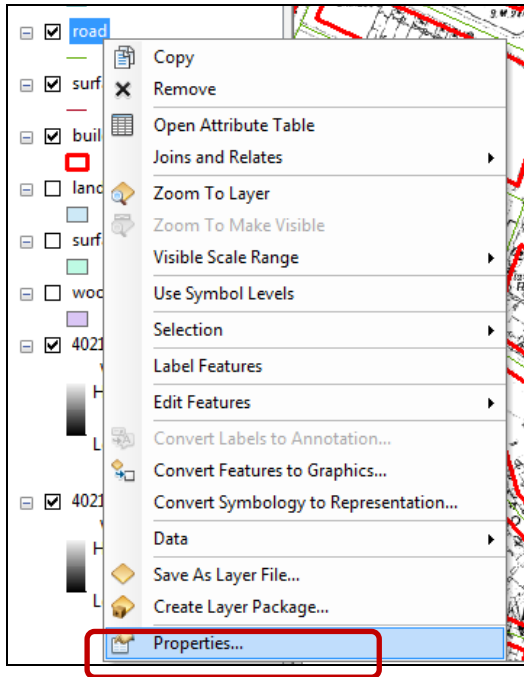 road
Copy
surf
Remove
Open Attribute Table
buil
Joins and Relates
land
Zoom To Layer
Zoom To Make Visible
surf
Visible Scale Range
woo
Use Symbol Levels
Selection
4021
Label Features
H
Edit Features
L
Convert Labels to Annotation...
Convert Features to Graphics...
4021
Convert Symbology to Representation...
Data
H
Save As Layer File...
L
Create Layer Package...
Properties...